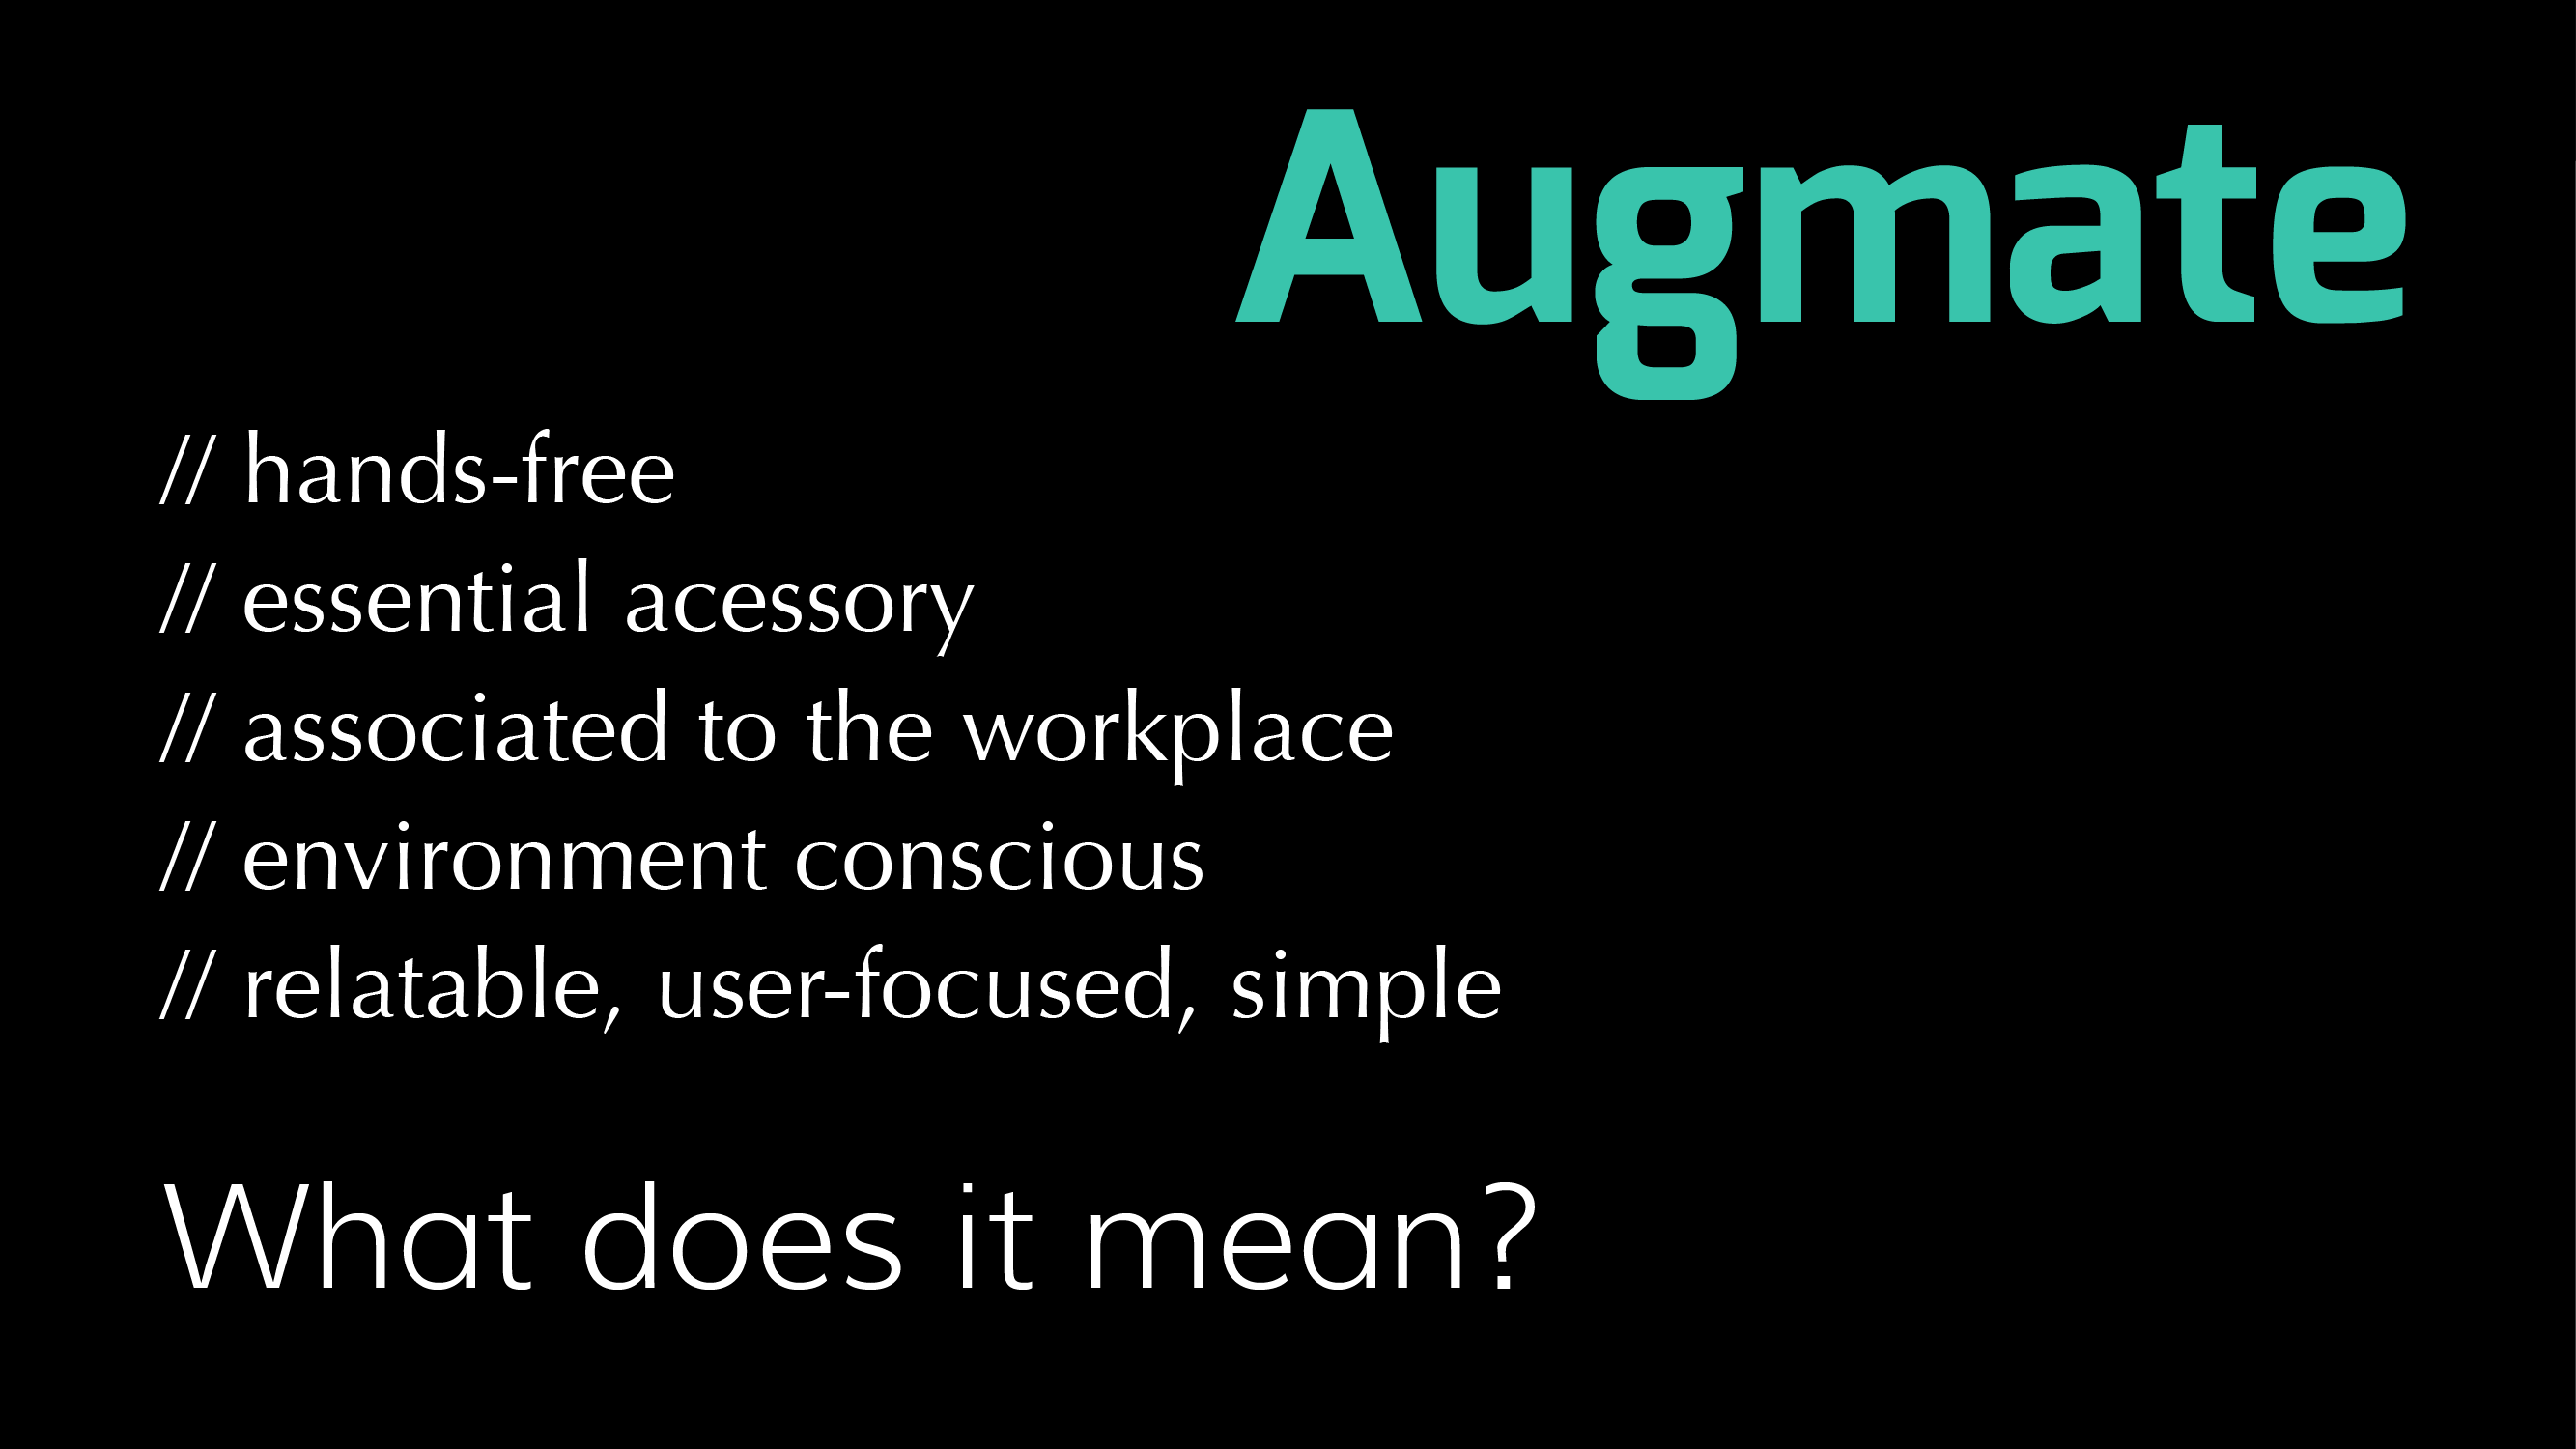 Augmate
// hands-free
// essential acessory
// associated to the workplace
// environment conscious
// relatable, user-focused, simple
What does it mean?